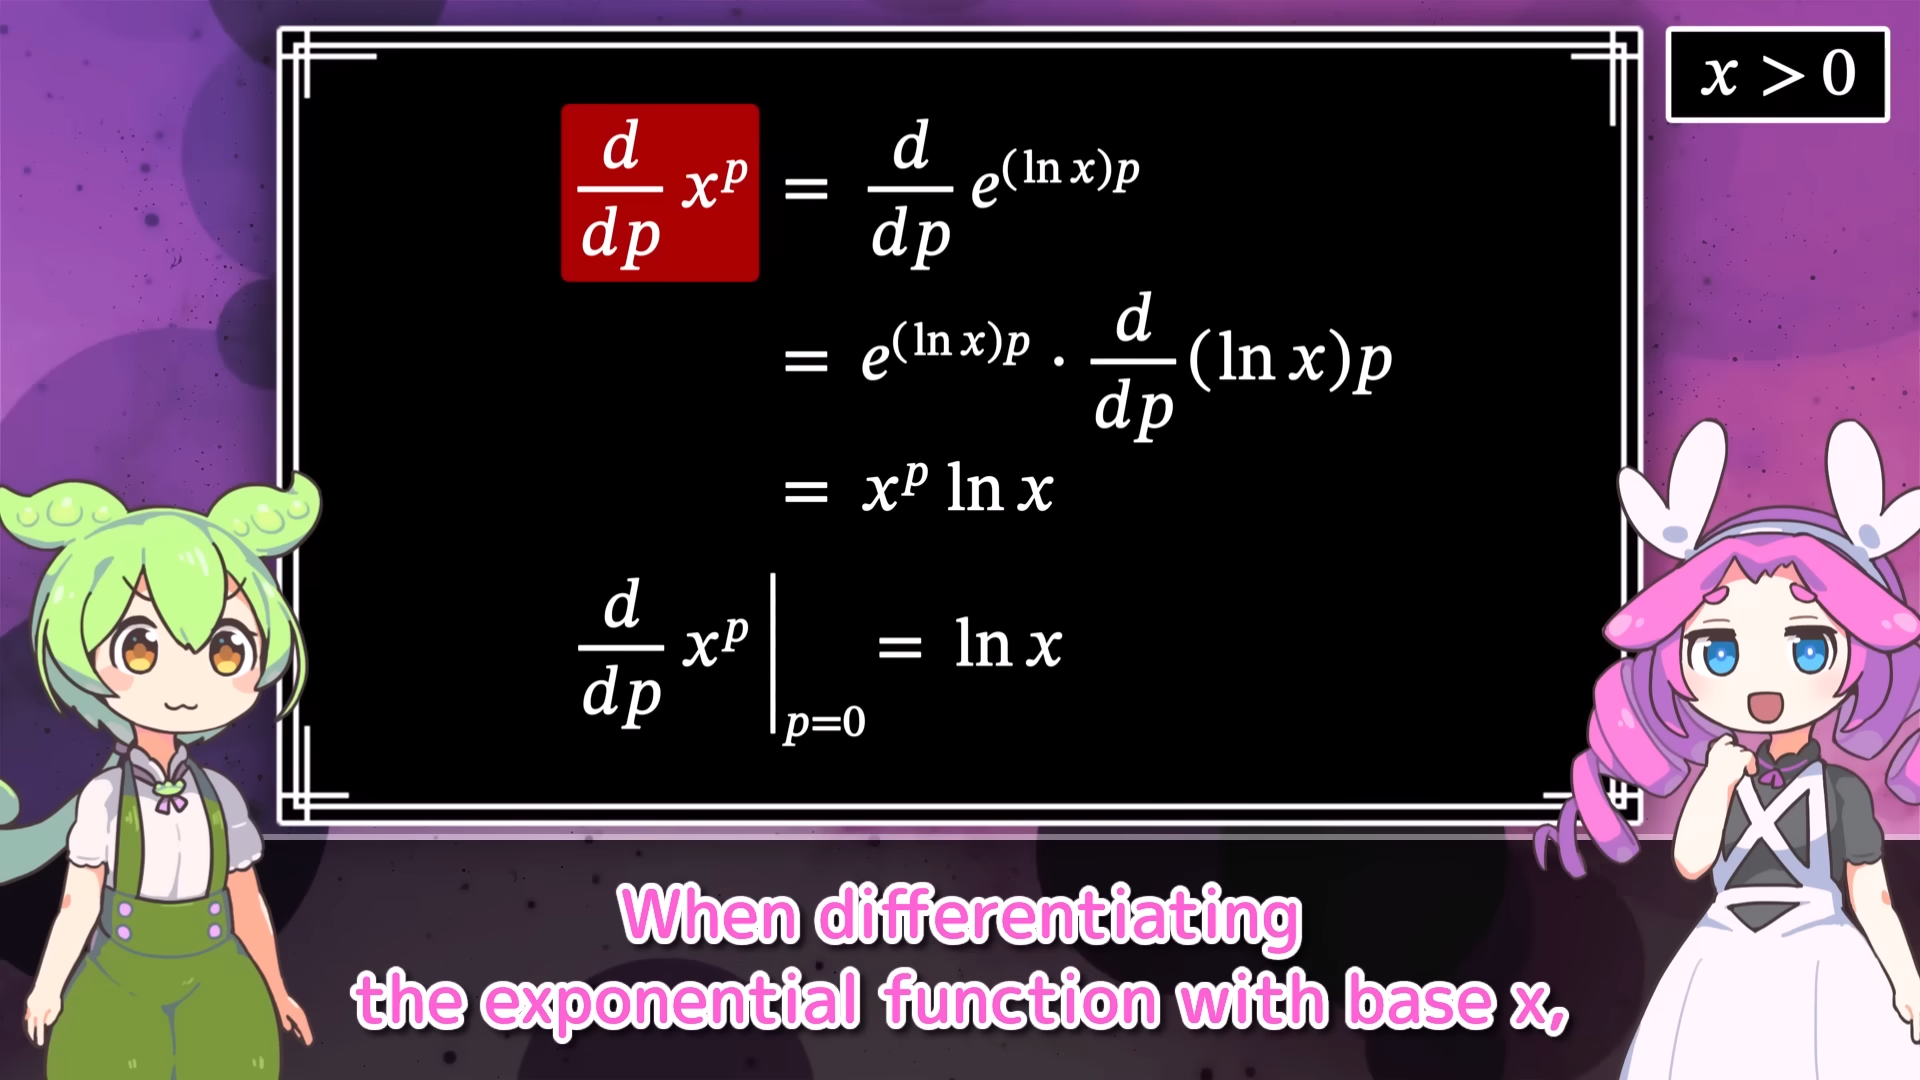 x > 0
d/dp x^p = d/dp e^{(ln x)p}
= e^{(ln x)p} · d/dp (ln x)p
= x^p ln x
d/dp x^p |_{p=0} = ln x
When differentiating
the exponential function with base x,